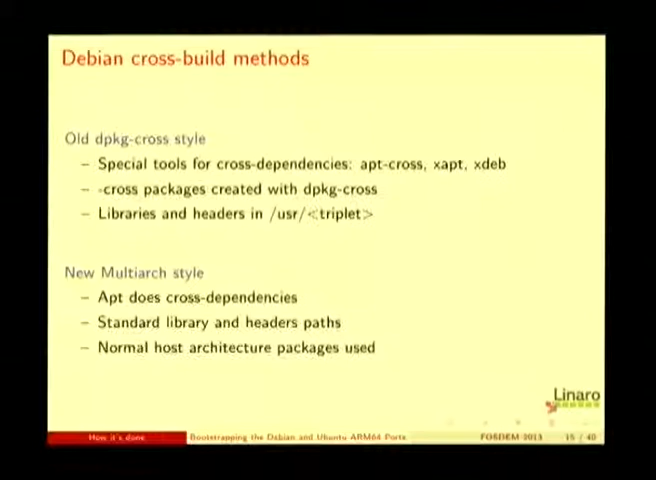 Debian cross-build methods
Old dpkg-cross style
– Special tools for cross-dependencies: apt-cross, xapt, xdeb
– -cross packages created with dpkg-cross
– Libraries and headers in /usr/<triplet>
New Multiarch style
– Apt does cross-dependencies
– Standard library and headers paths
– Normal host architecture packages used
Linaro
How it's done
Bootstrapping the Debian and Ubuntu ARM64 Ports
FOSDEM 2013
15 / 40